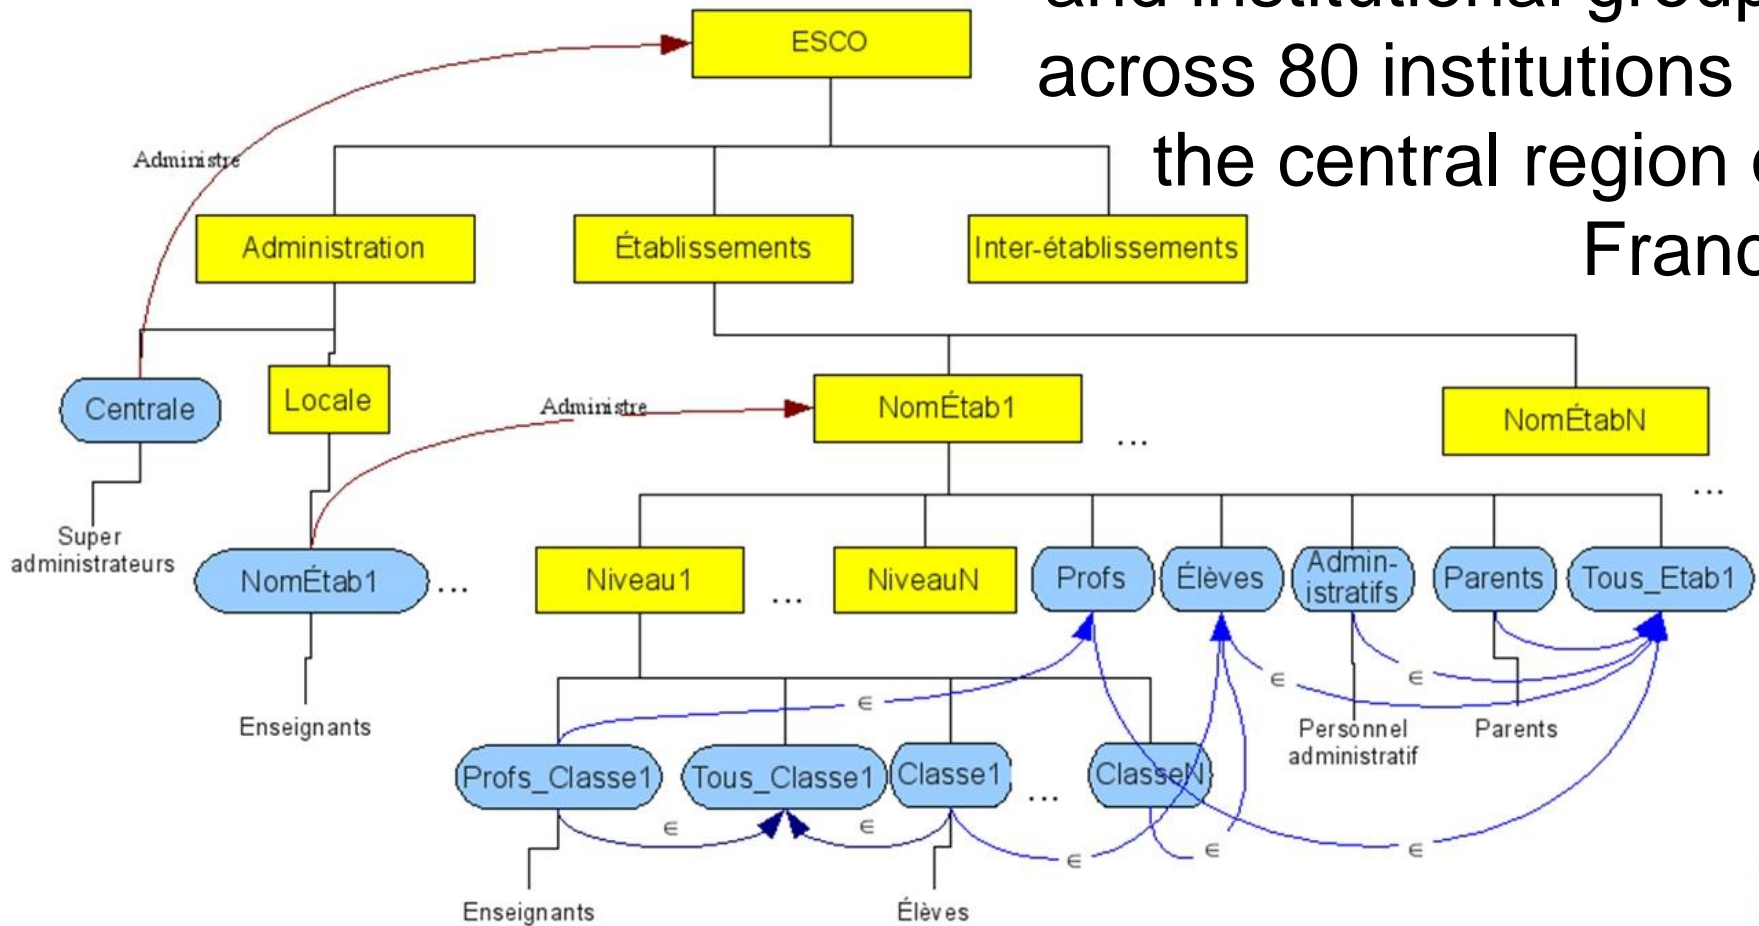 and institutional group
across 80 institutions
the central region
Franc
ESCO
Administre
Administration
Établissements
Inter-établissements
Centrale
Locale
Administre
NomÉtab1
...
NomÉtabN
...
Super
administrateurs
NomÉtab1
...
Niveau1
...
NiveauN
Profs
Élèves
Admin-
istratifs
Parents
Tous_Etab1
∈
∈
∈
Enseignants
Personnel
administratif
Parents
Profs_Classe1
Tous_Classe1
Classe1
...
ClasseN
∈
∈
∈
∈
∈
Enseignants
Élèves